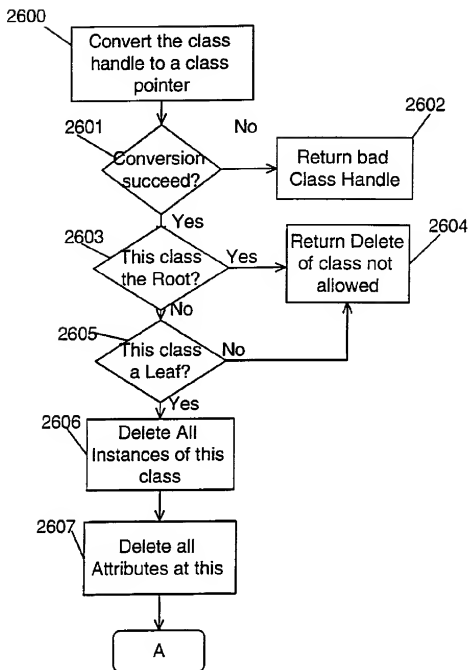 2600
Convert the class
handle to a class
pointer
2601
Conversion
succeed?
No
2602
Return bad
Class Handle
Yes
2603
This class
the Root?
Yes
2604
Return Delete
of class not
allowed
No
2605
This class
a Leaf?
No
Yes
2606
Delete All
Instances of this
class
2607
Delete all
Attributes at this
A